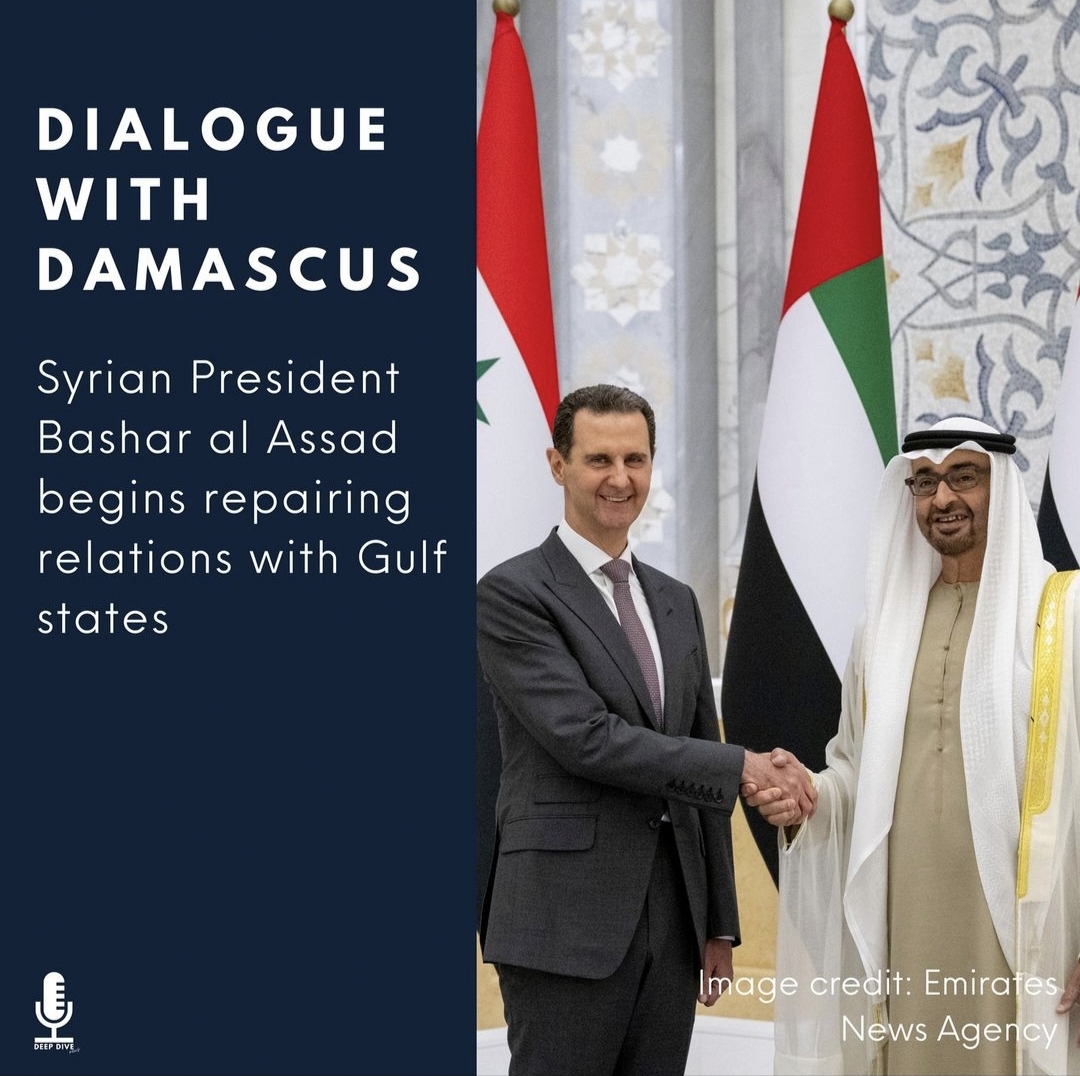 DIALOGUE
WITH
DAMASCUS
Syrian President
Bashar al Assad
begins repairing
relations with Gulf
states
Image credit: Emirates
News Agency
DEEP DIVE